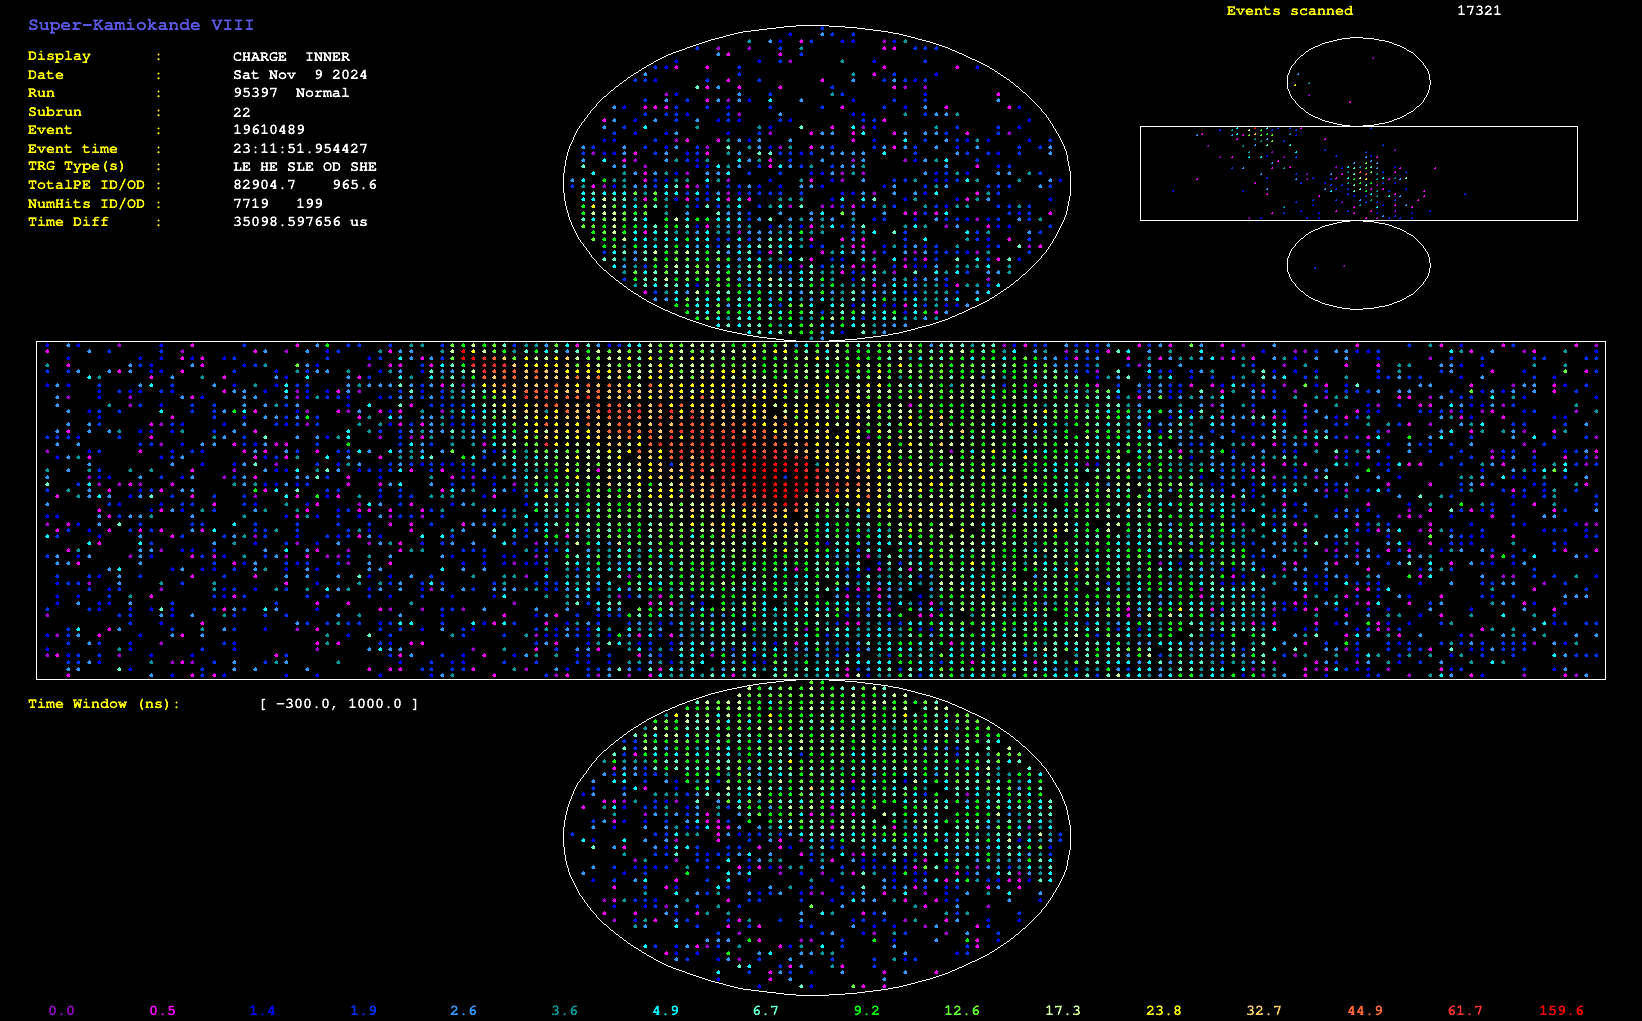 Super-Kamiokande VIII
Events scanned 17321
Display : CHARGE INNER
Date : Sat Nov 9 2024
Run : 95397 Normal
Subrun : 22
Event : 19610489
Event time : 23:11:51.954427
TRG Type(s) : LE HE SLE OD SHE
TotalPE ID/OD : 82904.7 965.6
NumHits ID/OD : 7719 199
Time Diff : 35098.597656 us
Time Window (ns): [ -300.0, 1000.0 ]
0.0 0.5 1.4 1.9 2.6 3.6 4.9 6.7 9.2 12.6 17.3 23.8 32.7 44.9 61.7 159.6